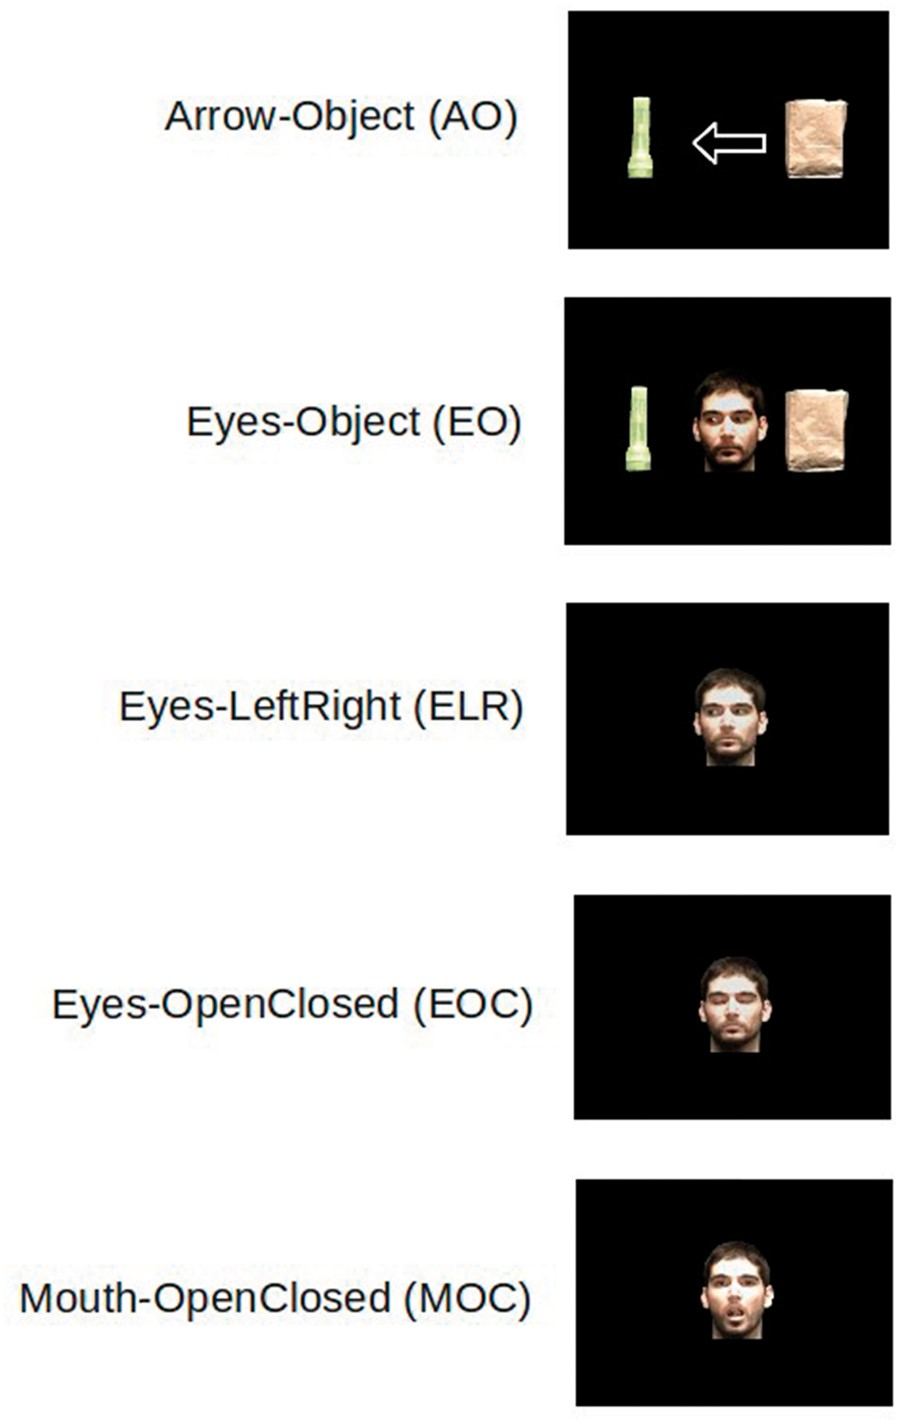 Arrow-Object (AO)
Eyes-Object (EO)
Eyes-LeftRight (ELR)
Eyes-OpenClosed (EOC)
Mouth-OpenClosed (MOC)